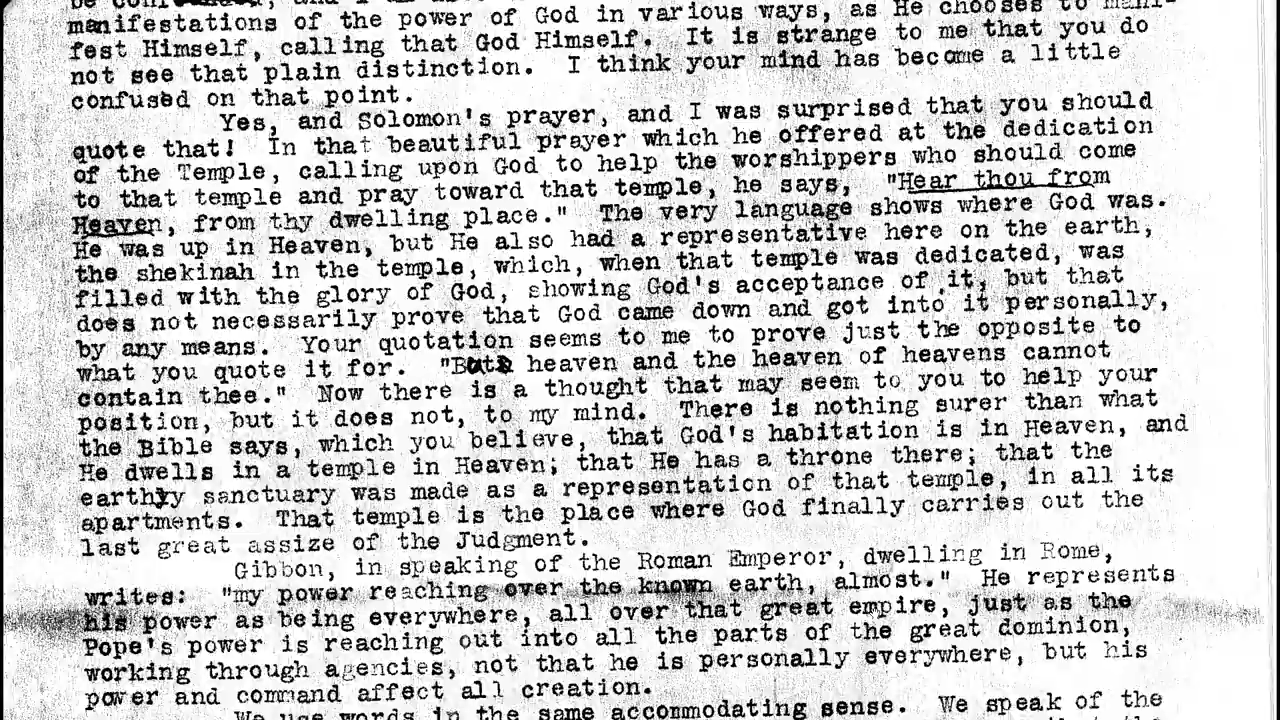 manifestations of the power of God in various ways, as He chooses to mani-
fest Himself, calling that God Himself. It is strange to me that you do
not see that plain distinction. I think your mind has become a little
confused on that point.
Yes, and Solomon's prayer, and I was surprised that you should
quote that! In that beautiful prayer which he offered at the dedication
of the Temple, calling upon God to help the worshippers who should come
to that temple and pray toward that temple, he says, "Hear thou from
Heaven, from thy dwelling place." The very language shows where God was.
He was up in Heaven, but He also had a representative here on the earth,
the shekinah in the temple, which, when that temple was dedicated, was
filled with the glory of God, showing God's acceptance of it, but that
does not necessarily prove that God came down and got into it personally,
by any means. Your quotation seems to me to prove just the opposite to
what you quote it for. "But heaven and the heaven of heavens cannot
contain thee." Now there is a thought that may seem to you to help your
position, but it does not, to my mind. There is nothing surer than what
the Bible says, which you believe, that God's habitation is in Heaven, and
He dwells in a temple in Heaven; that He has a throne there; that the
earthly sanctuary was made as a representation of that temple, in all its
apartments. That temple is the place where God finally carries out the
last great assize of the Judgment.
Gibbon, in speaking of the Roman Emperor, dwelling in Rome,
writes: "my power reaching over the known earth, almost." He represents
his power as being everywhere, all over that great empire, just as the
Pope's power is reaching out into all the parts of the great dominion,
working through agencies, not that he is personally everywhere, but his
power and command affect all creation.
We use words in the same accommodating sense. We speak of the